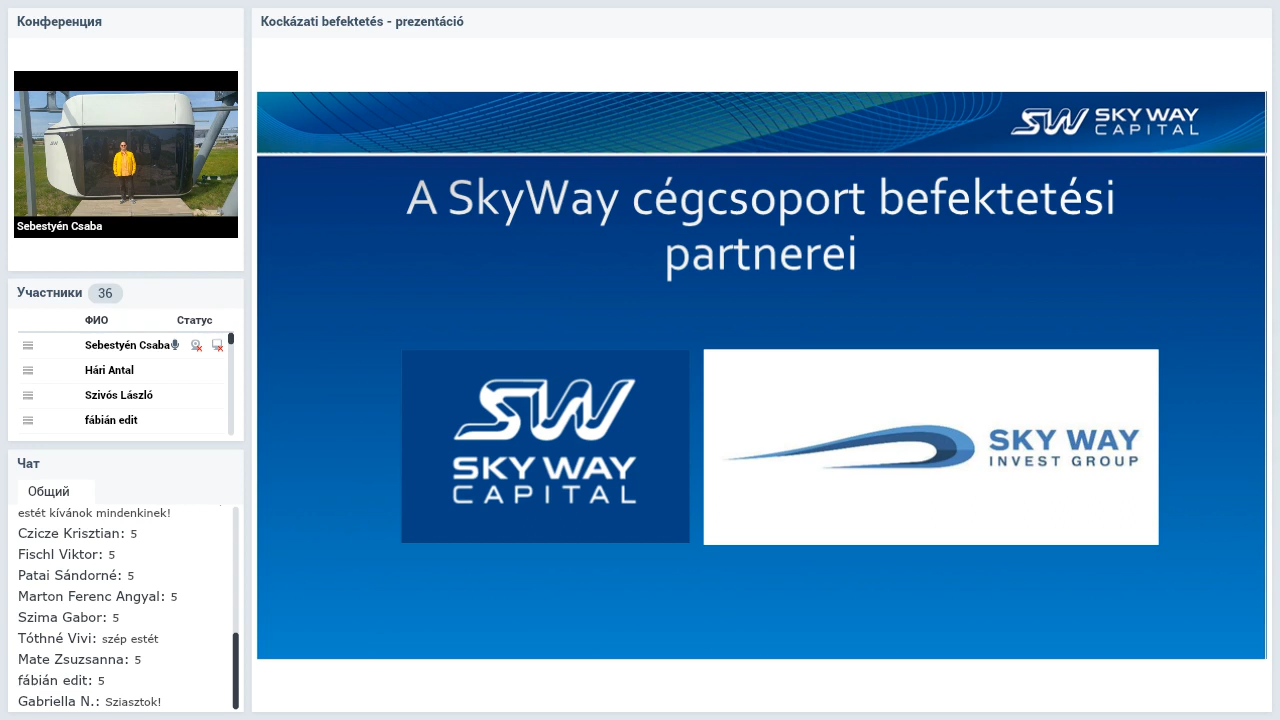 Конференция
Sebestyén Csaba
Участники 36
ФИО Статус
Sebestyén Csaba
Hári Antal
Szivós László
fábián edit
Чат
Общий
estét kívánok mindenkinek!
Czicze Krisztian: 5
Fischl Viktor: 5
Patai Sándorné: 5
Marton Ferenc Angyal: 5
Szima Gabor: 5
Tóthné Vivi: szép estét
Mate Zsuzsanna: 5
fábián edit: 5
Gabriella N.: Sziasztok!
Kockázati befektetés - prezentáció
SW SKY WAY
CAPITAL
A SkyWay cégcsoport befektetési
partnerei
SW
SKY WAY
CAPITAL
SKY WAY
INVEST GROUP